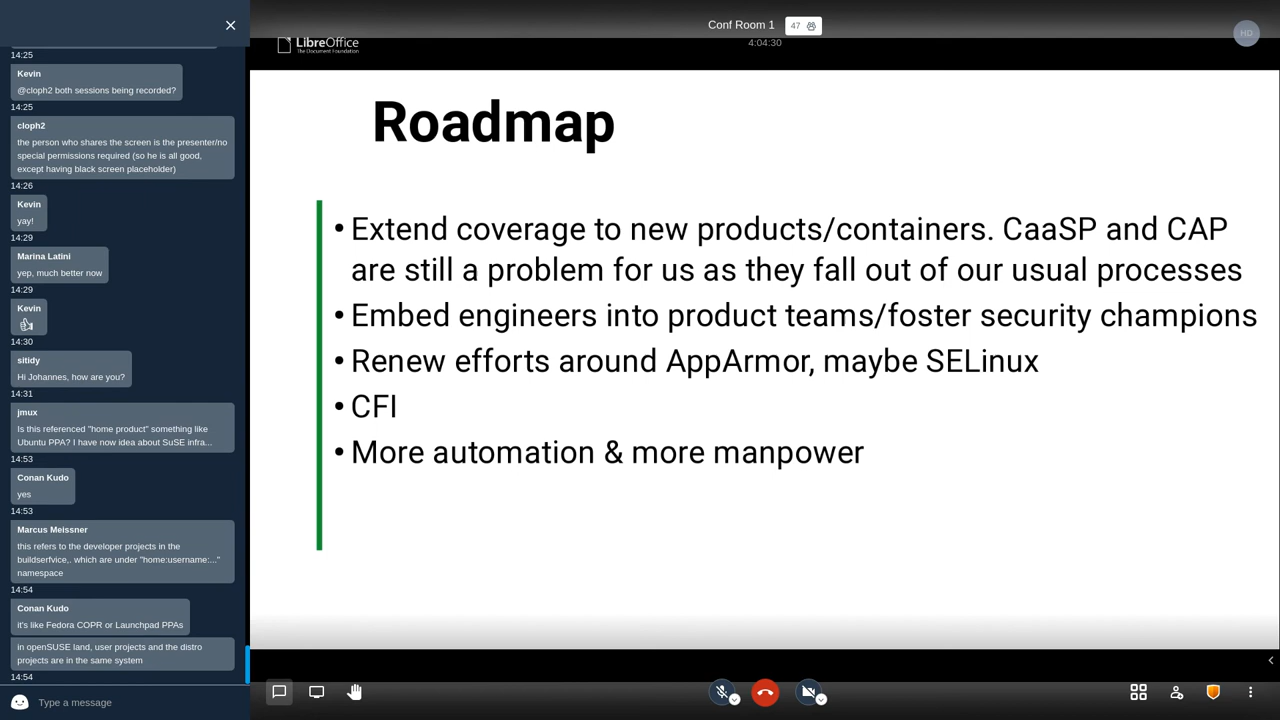 14:25
Kevin
@cloph2 both sessions being recorded?
14:25
cloph2
the person who shares the screen is the presenter/no
special permissions required (so he is all good,
except having black screen placeholder)
14:26
Kevin
yay!
14:29
Marina Latini
yep, much better now
14:29
Kevin
14:30
sitidy
Hi Johannes, how are you?
14:31
jmux
Is this referenced "home product" something like
Ubuntu PPA? I have now idea about SuSE infra...
14:53
Conan Kudo
yes
14:53
Marcus Meissner
this refers to the developer projects in the
buildserfvice,. which are under "home:username:..."
namespace
14:54
Conan Kudo
it's like Fedora COPR or Launchpad PPAs
in openSUSE land, user projects and the distro
projects are in the same system
14:54
Type a message
Conf Room 1
47
4:04:30
HD
LibreOffice
The Document Foundation
Roadmap
• Extend coverage to new products/containers. CaaSP and CAP
are still a problem for us as they fall out of our usual processes
• Embed engineers into product teams/foster security champions
• Renew efforts around AppArmor, maybe SELinux
• CFI
• More automation & more manpower